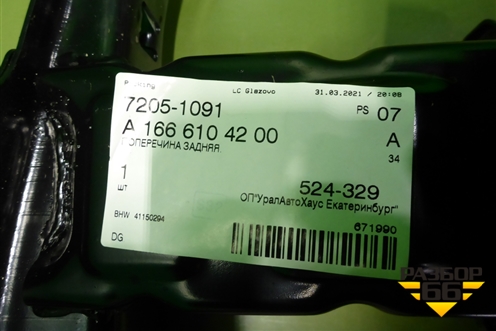 LC Glazovo 31.03.2021 / 20:08
7205-1091 PS 07
A 166 610 42 00 A
ПОПЕРЕЧИНА ЗАДНЯЯ 34
1
шт 524-329
ОП"УралАвтоХаус Екатеринбург"
BHW 41150294 671990
DG
РАЗБОР
66